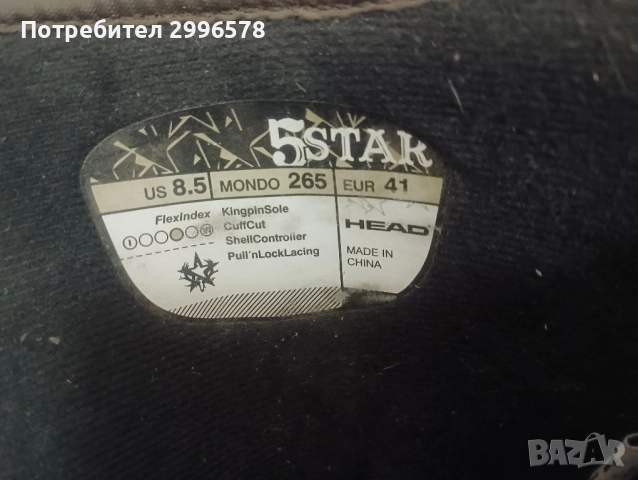 Потребител 2996578
5STAR
US 8.5 MONDO 265 EUR 41
FlexIndex
KingpinSole
CuffCut
ShellController
Pull'nLockLacing
HEAD
MADE IN
CHINA
BAZAR